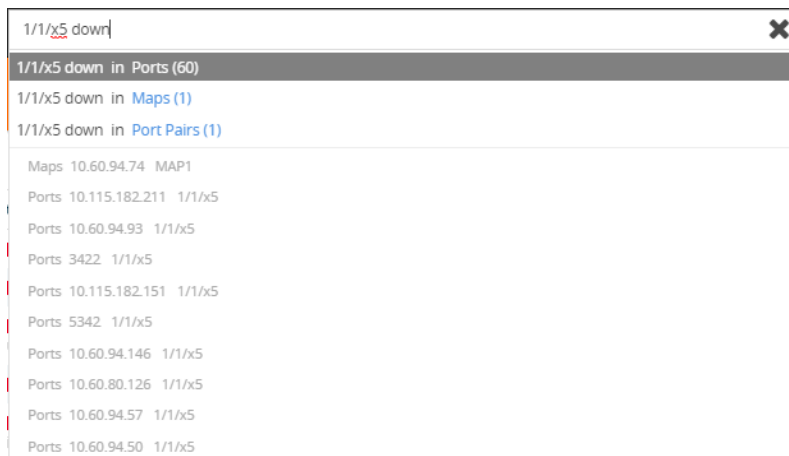 1/1/x5 down
1/1/x5 down in Ports (60)
1/1/x5 down in Maps (1)
1/1/x5 down in Port Pairs (1)
Maps 10.60.94.74 MAP1
Ports 10.115.182.211 1/1/x5
Ports 10.60.94.93 1/1/x5
Ports 3422 1/1/x5
Ports 10.115.182.151 1/1/x5
Ports 5342 1/1/x5
Ports 10.60.94.146 1/1/x5
Ports 10.60.80.126 1/1/x5
Ports 10.60.94.57 1/1/x5
Ports 10.60.94.50 1/1/x5